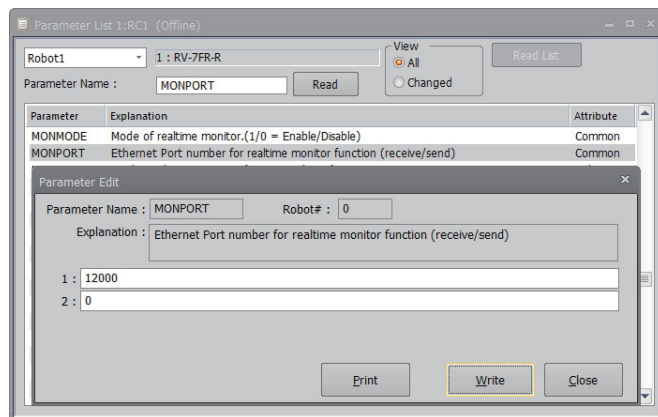 Parameter List 1:RC1 (Offline)
Robot1
1 : RV-7FR-R
View
All
Changed
Read List
Parameter Name :
MONPORT
Read
Parameter Explanation Attribute
MONMODE Mode of realtime monitor.(1/0 = Enable/Disable) Common
MONPORT Ethernet Port number for realtime monitor function (receive/send) Common
Parameter Edit
Parameter Name : MONPORT Robot# : 0
Explanation : Ethernet Port number for realtime monitor function (receive/send)
1 : 12000
2 : 0
Print Write Close